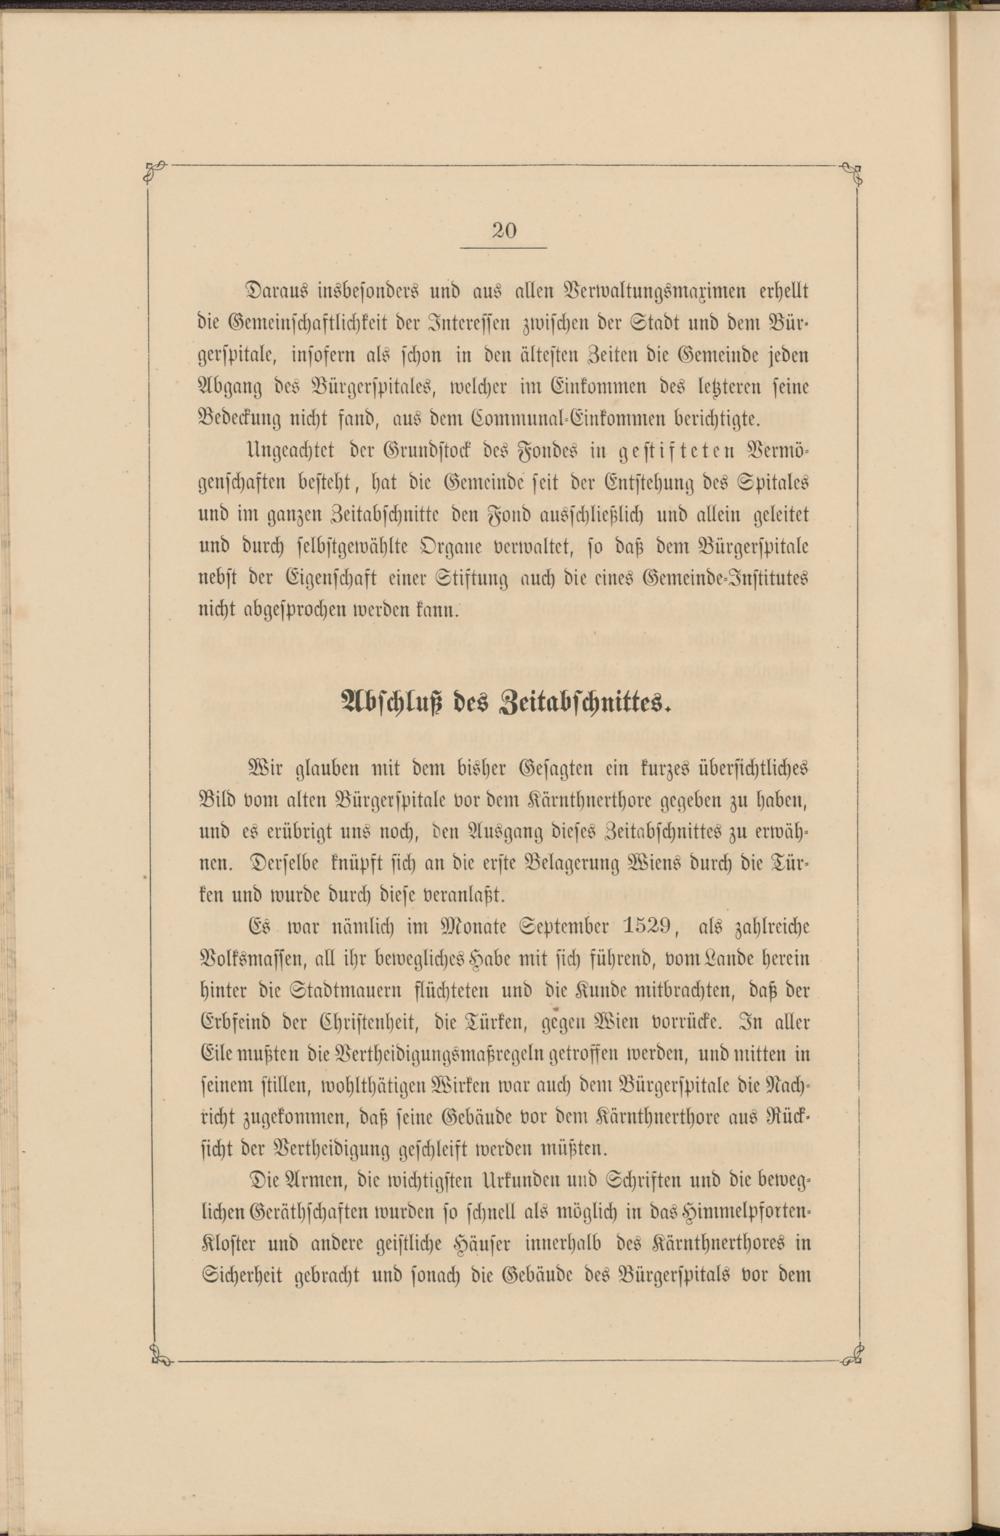 20
Daraus insbesonders und aus allen Verwaltungsmaximen erhellt
die Gemeinschaftlichkeit der Interessen zwischen der Stadt und dem Bür-
gerspitale, insofern als schon in den ältesten Zeiten die Gemeinde jeden
Abgang des Bürgerspitales, welcher im Einkommen des letzteren seine
Bedeckung nicht fand, aus dem Communal-Einkommen berichtigte.
Ungeachtet der Grundstock des Fondes in gestifteten Vermö-
genschaften besteht, hat die Gemeinde seit der Entstehung des Spitales
und im ganzen Zeitabschnitte den Fond ausschließlich und allein geleitet
und durch selbstgewählte Organe verwaltet, so daß dem Bürgerspitale
nebst der Eigenschaft einer Stiftung auch die eines Gemeinde-Institutes
nicht abgesprochen werden kann.
Abschluß des Zeitabschnittes.
Wir glauben mit dem bisher Gesagten ein kurzes übersichtliches
Bild vom alten Bürgerspitale vor dem Kärnthnerthore gegeben zu haben,
und es erübrigt uns noch, den Ausgang dieses Zeitabschnittes zu erwäh-
nen. Derselbe knüpft sich an die erste Belagerung Wiens durch die Tür-
ken und wurde durch diese veranlaßt.
Es war nämlich im Monate September 1529, als zahlreiche
Volksmassen, all ihr bewegliches Habe mit sich führend, vom Lande herein
hinter die Stadtmauern flüchteten und die Kunde mitbrachten, daß der
Erbfeind der Christenheit, die Türken, gegen Wien vorrücke. In aller
Eile mußten die Vertheidigungsmaßregeln getroffen werden, und mitten in
seinem stillen, wohlthätigen Wirken war auch dem Bürgerspitale die Nach-
richt zugekommen, daß seine Gebäude vor dem Kärnthnerthore aus Rück-
sicht der Vertheidigung geschleift werden müßten.
Die Armen, die wichtigsten Urkunden und Schriften und die beweg-
lichen Geräthschaften wurden so schnell als möglich in das Himmelpforten-
Kloster und andere geistliche Häuser innerhalb des Kärnthnerthores in
Sicherheit gebracht und sonach die Gebäude des Bürgerspitals vor dem